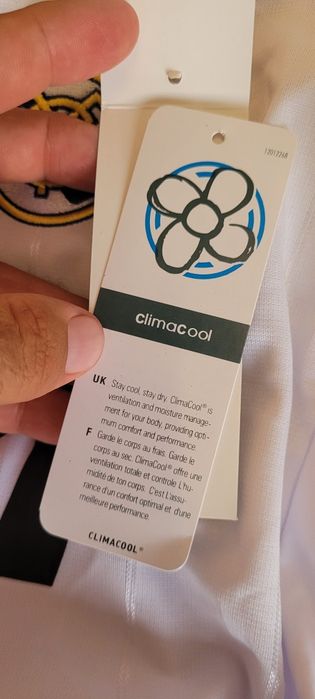 1201226R
climacool
UK Stay cool, stay dry. ClimaCool® is
ventilation and moisture manage-
ment for your body, providing opti-
mum comfort and performance.
F Garde le corps au frais. Garde le
corps au sec. ClimaCool® offre une
ventilation totale et controle L'hu-
midité de ton corps. C'est L'assu-
rance d'un confort optimal et d'une
meilleure performance.
CLIMACOOL®